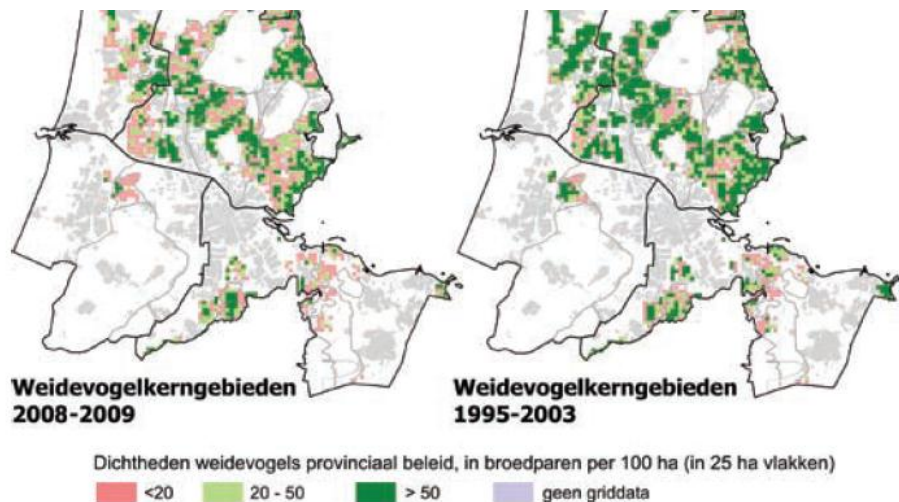 Weidevogelkerngebieden
2008-2009
Weidevogelkerngebieden
1995-2003
Dichtheden weidevogels provinciaal beleid, in broedparen per 100 ha (in 25 ha vlakken)
<20 20 - 50 > 50 geen griddata